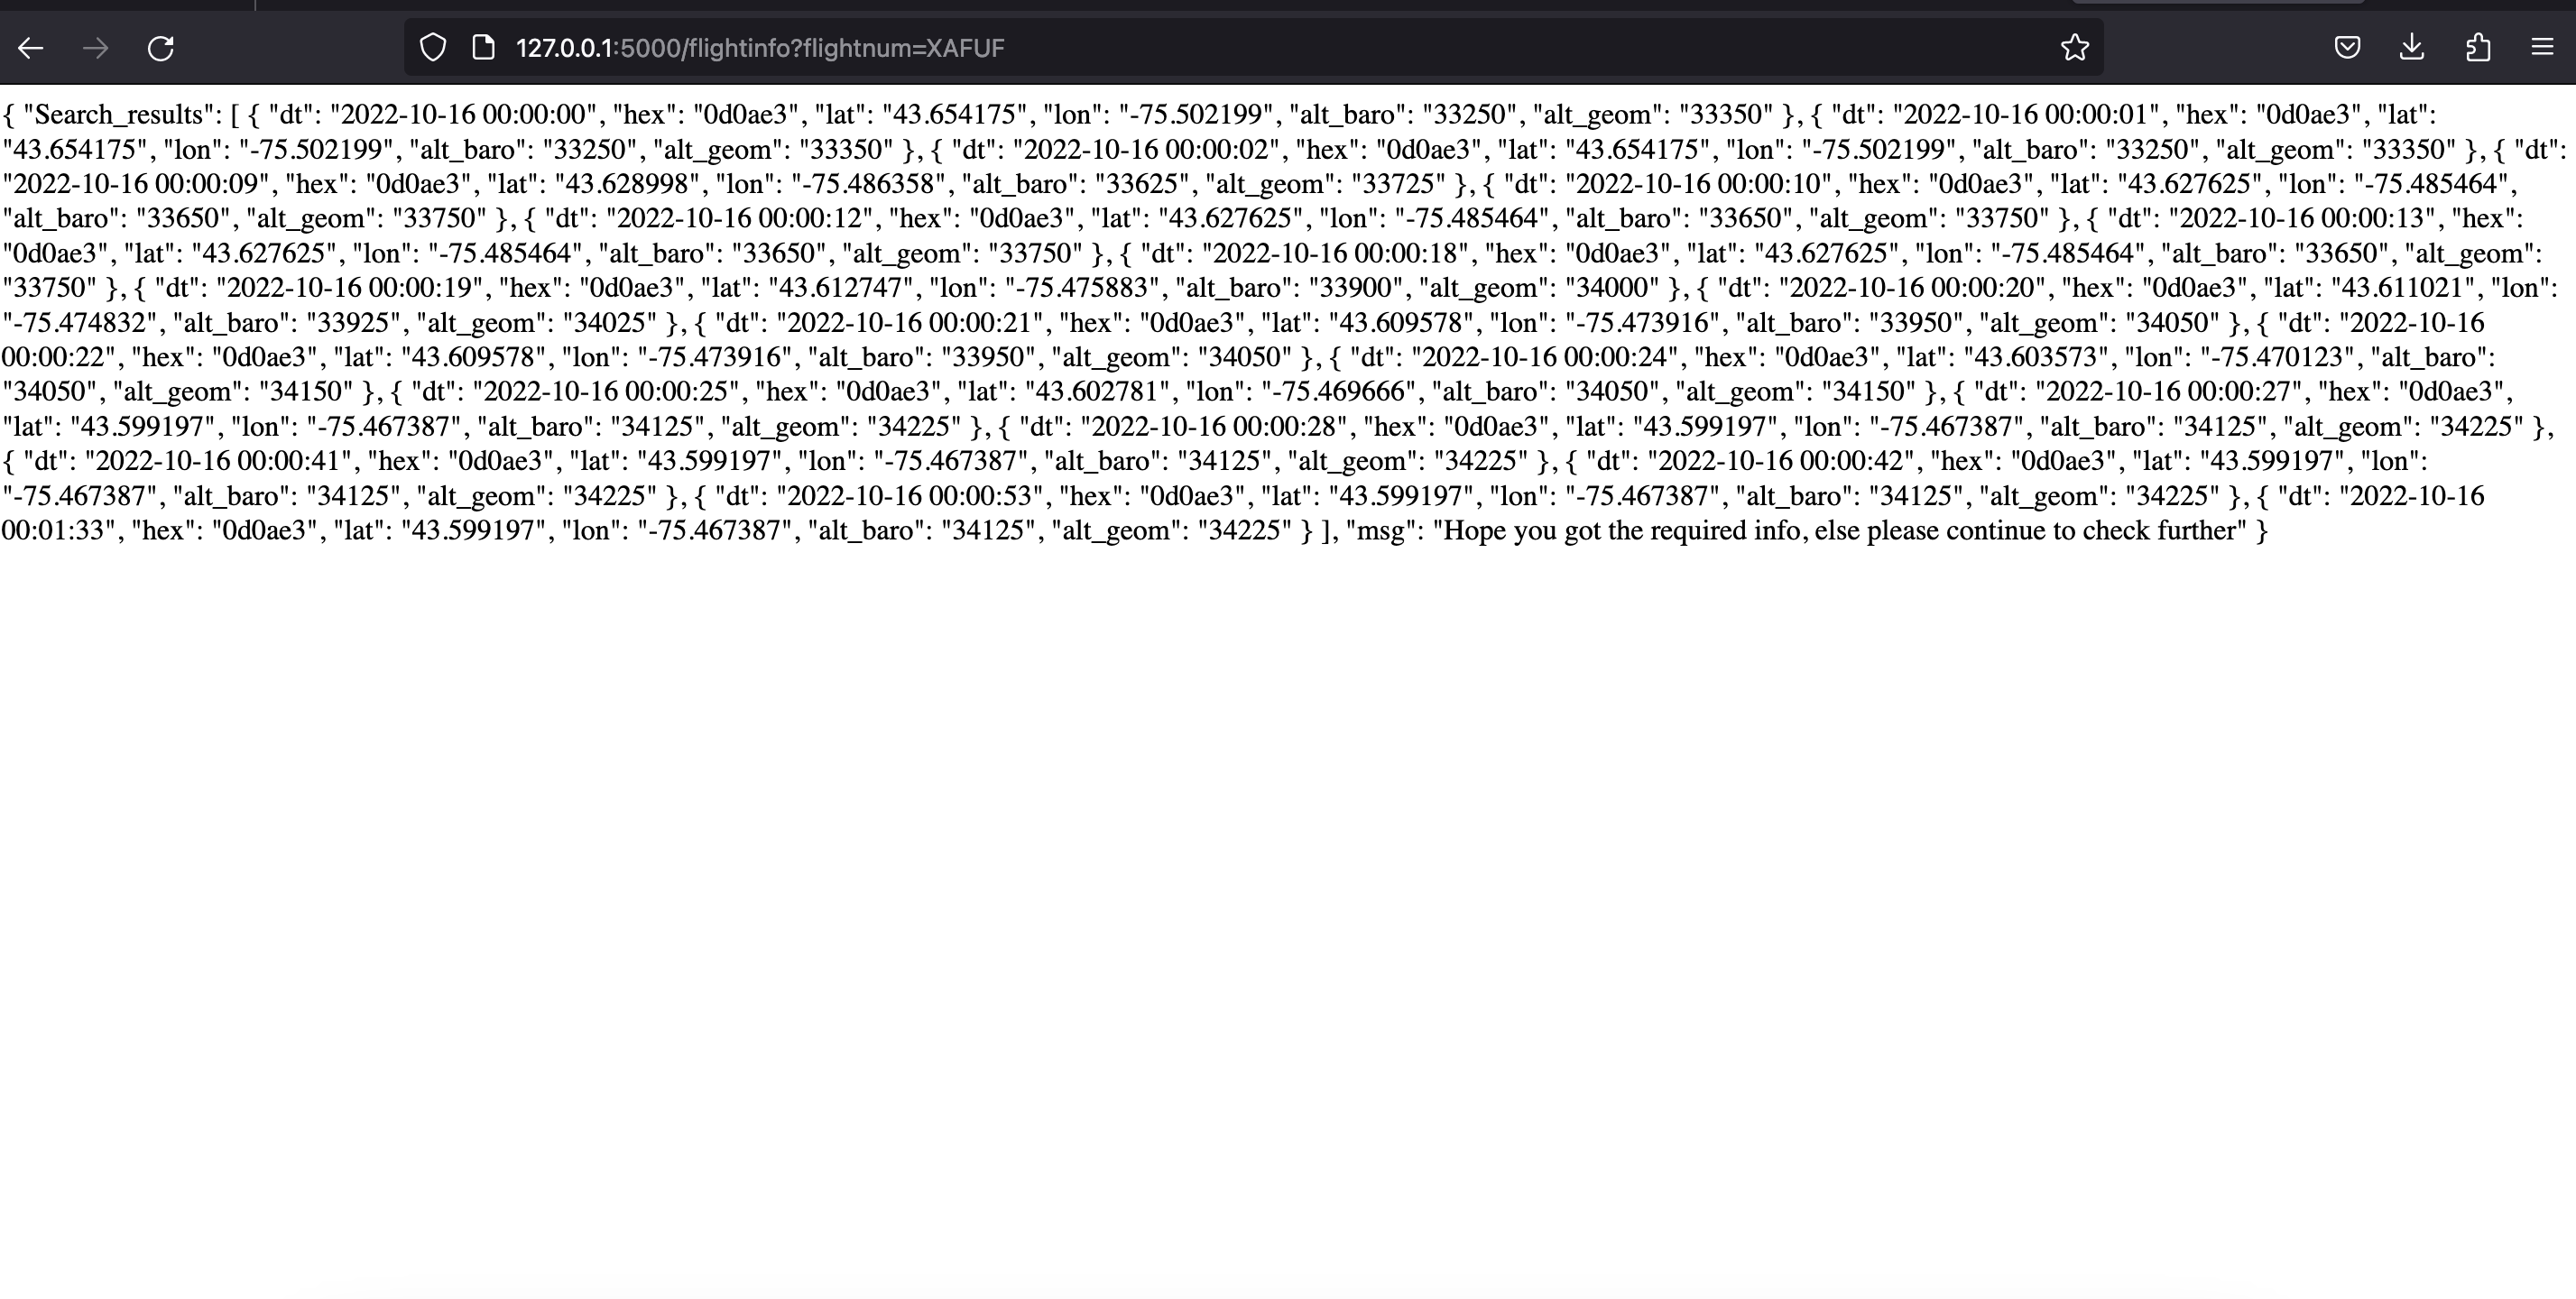 127.0.0.1:5000/flightinfo?flightnum=XAFUF
{ "Search_results": [ { "dt": "2022-10-16 00:00:00", "hex": "0d0ae3", "lat": "43.654175", "lon": "-75.502199", "alt_baro": "33250", "alt_geom": "33350" }, { "dt": "2022-10-16 00:00:01", "hex": "0d0ae3", "lat":
"43.654175", "lon": "-75.502199", "alt_baro": "33250", "alt_geom": "33350" }, { "dt": "2022-10-16 00:00:02", "hex": "0d0ae3", "lat": "43.654175", "lon": "-75.502199", "alt_baro": "33250", "alt_geom": "33350" }, { "dt":
"2022-10-16 00:00:09", "hex": "0d0ae3", "lat": "43.628998", "lon": "-75.486358", "alt_baro": "33625", "alt_geom": "33725" }, { "dt": "2022-10-16 00:00:10", "hex": "0d0ae3", "lat": "43.627625", "lon": "-75.485464",
"alt_baro": "33650", "alt_geom": "33750" }, { "dt": "2022-10-16 00:00:12", "hex": "0d0ae3", "lat": "43.627625", "lon": "-75.485464", "alt_baro": "33650", "alt_geom": "33750" }, { "dt": "2022-10-16 00:00:13", "hex":
"0d0ae3", "lat": "43.627625", "lon": "-75.485464", "alt_baro": "33650", "alt_geom": "33750" }, { "dt": "2022-10-16 00:00:18", "hex": "0d0ae3", "lat": "43.627625", "lon": "-75.485464", "alt_baro": "33650", "alt_geom":
"33750" }, { "dt": "2022-10-16 00:00:19", "hex": "0d0ae3", "lat": "43.612747", "lon": "-75.475883", "alt_baro": "33900", "alt_geom": "34000" }, { "dt": "2022-10-16 00:00:20", "hex": "0d0ae3", "lat": "43.611021", "lon":
"-75.474832", "alt_baro": "33925", "alt_geom": "34025" }, { "dt": "2022-10-16 00:00:21", "hex": "0d0ae3", "lat": "43.609578", "lon": "-75.473916", "alt_baro": "33950", "alt_geom": "34050" }, { "dt": "2022-10-16
00:00:22", "hex": "0d0ae3", "lat": "43.609578", "lon": "-75.473916", "alt_baro": "33950", "alt_geom": "34050" }, { "dt": "2022-10-16 00:00:24", "hex": "0d0ae3", "lat": "43.603573", "lon": "-75.470123", "alt_baro":
"34050", "alt_geom": "34150" }, { "dt": "2022-10-16 00:00:25", "hex": "0d0ae3", "lat": "43.602781", "lon": "-75.469666", "alt_baro": "34050", "alt_geom": "34150" }, { "dt": "2022-10-16 00:00:27", "hex": "0d0ae3",
"lat": "43.599197", "lon": "-75.467387", "alt_baro": "34125", "alt_geom": "34225" }, { "dt": "2022-10-16 00:00:28", "hex": "0d0ae3", "lat": "43.599197", "lon": "-75.467387", "alt_baro": "34125", "alt_geom": "34225" },
{ "dt": "2022-10-16 00:00:41", "hex": "0d0ae3", "lat": "43.599197", "lon": "-75.467387", "alt_baro": "34125", "alt_geom": "34225" }, { "dt": "2022-10-16 00:00:42", "hex": "0d0ae3", "lat": "43.599197", "lon":
"-75.467387", "alt_baro": "34125", "alt_geom": "34225" }, { "dt": "2022-10-16 00:00:53", "hex": "0d0ae3", "lat": "43.599197", "lon": "-75.467387", "alt_baro": "34125", "alt_geom": "34225" }, { "dt": "2022-10-16
00:01:33", "hex": "0d0ae3", "lat": "43.599197", "lon": "-75.467387", "alt_baro": "34125", "alt_geom": "34225" } ], "msg": "Hope you got the required info, else please continue to check further" }